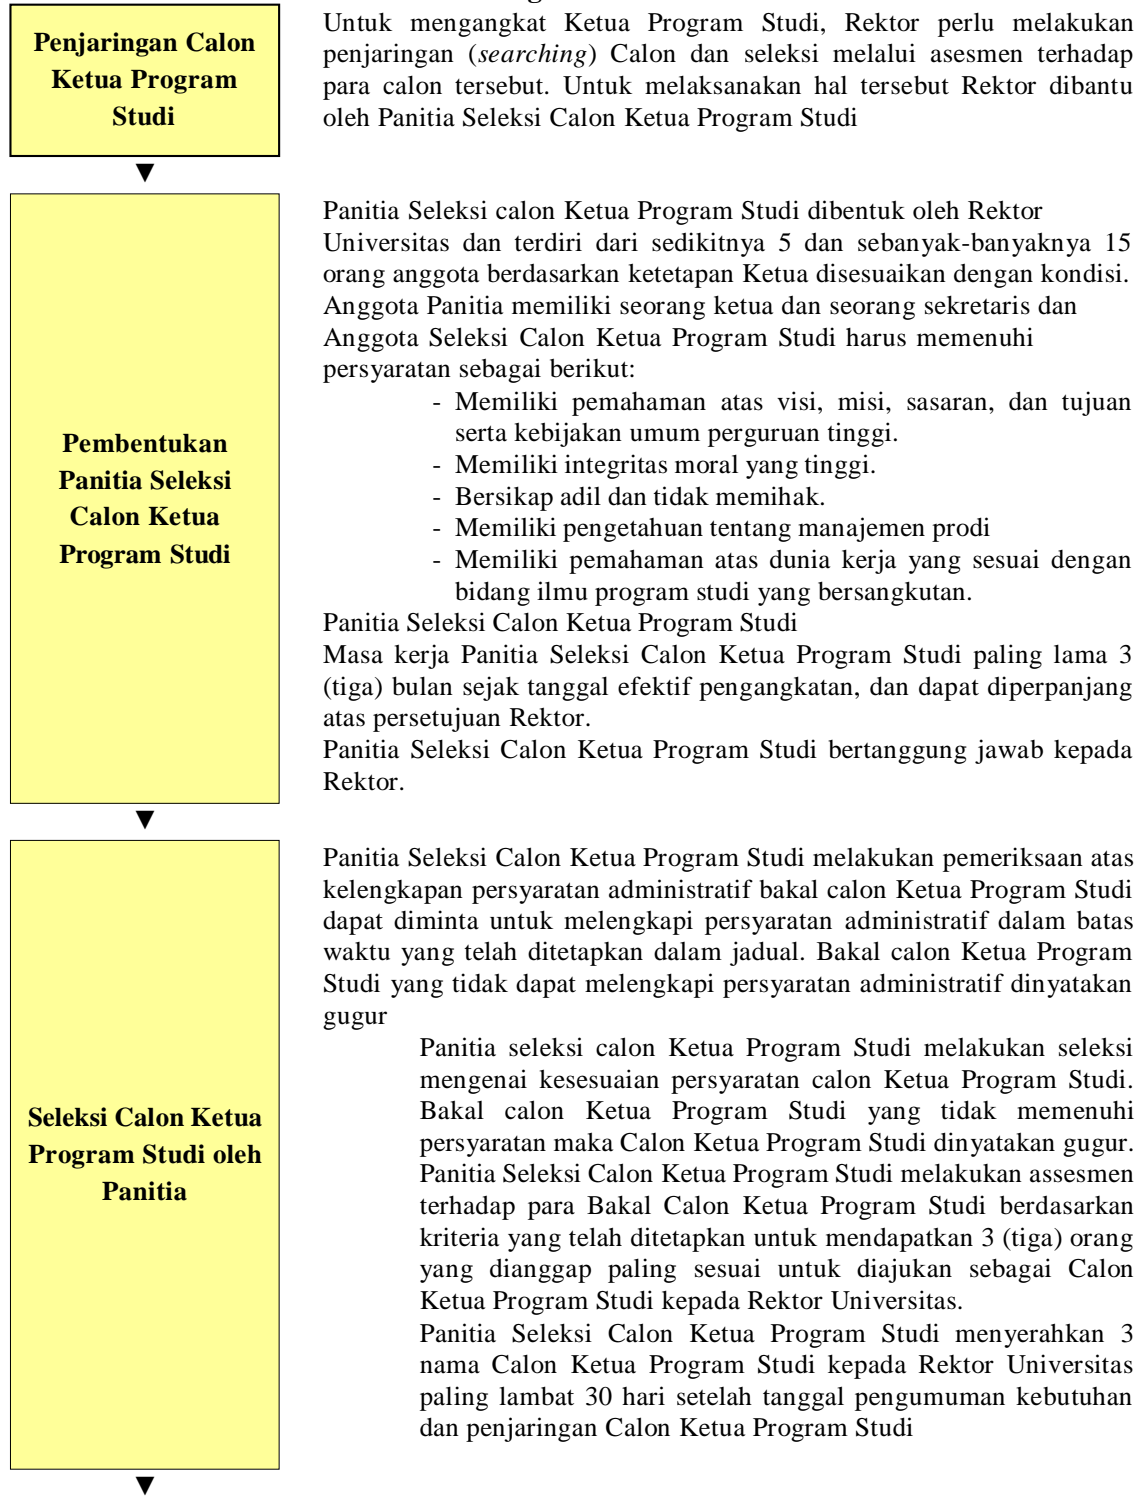 Penjaringan Calon
Ketua Program
Studi
Untuk mengangkat Ketua Program Studi, Rektor perlu melakukan
penjaringan (searching) Calon dan seleksi melalui asesmen terhadap
para calon tersebut. Untuk melaksanakan hal tersebut Rektor dibantu
oleh Panitia Seleksi Calon Ketua Program Studi
▼
Pembentukan
Panitia Seleksi
Calon Ketua
Program Studi
Panitia Seleksi calon Ketua Program Studi dibentuk oleh Rektor
Universitas dan terdiri dari sedikitnya 5 dan sebanyak-banyaknya 15
orang anggota berdasarkan ketetapan Ketua disesuaikan dengan kondisi.
Anggota Panitia memiliki seorang ketua dan seorang sekretaris dan
Anggota Seleksi Calon Ketua Program Studi harus memenuhi
persyaratan sebagai berikut:
- Memiliki pemahaman atas visi, misi, sasaran, dan tujuan
serta kebijakan umum perguruan tinggi.
- Memiliki integritas moral yang tinggi.
- Bersikap adil dan tidak memihak.
- Memiliki pengetahuan tentang manajemen prodi
- Memiliki pemahaman atas dunia kerja yang sesuai dengan
bidang ilmu program studi yang bersangkutan.
Panitia Seleksi Calon Ketua Program Studi
Masa kerja Panitia Seleksi Calon Ketua Program Studi paling lama 3
(tiga) bulan sejak tanggal efektif pengangkatan, dan dapat diperpanjang
atas persetujuan Rektor.
Panitia Seleksi Calon Ketua Program Studi bertanggung jawab kepada
Rektor.
▼
Seleksi Calon Ketua
Program Studi oleh
Panitia
Panitia Seleksi Calon Ketua Program Studi melakukan pemeriksaan atas
kelengkapan persyaratan administratif bakal calon Ketua Program Studi
dapat diminta untuk melengkapi persyaratan administratif dalam batas
waktu yang telah ditetapkan dalam jadual. Bakal calon Ketua Program
Studi yang tidak dapat melengkapi persyaratan administratif dinyatakan
gugur
Panitia seleksi calon Ketua Program Studi melakukan seleksi
mengenai kesesuaian persyaratan calon Ketua Program Studi.
Bakal calon Ketua Program Studi yang tidak memenuhi
persyaratan maka Calon Ketua Program Studi dinyatakan gugur.
Panitia Seleksi Calon Ketua Program Studi melakukan assesmen
terhadap para Bakal Calon Ketua Program Studi berdasarkan
kriteria yang telah ditetapkan untuk mendapatkan 3 (tiga) orang
yang dianggap paling sesuai untuk diajukan sebagai Calon
Ketua Program Studi kepada Rektor Universitas.
Panitia Seleksi Calon Ketua Program Studi menyerahkan 3
nama Calon Ketua Program Studi kepada Rektor Universitas
paling lambat 30 hari setelah tanggal pengumuman kebutuhan
dan penjaringan Calon Ketua Program Studi
▼